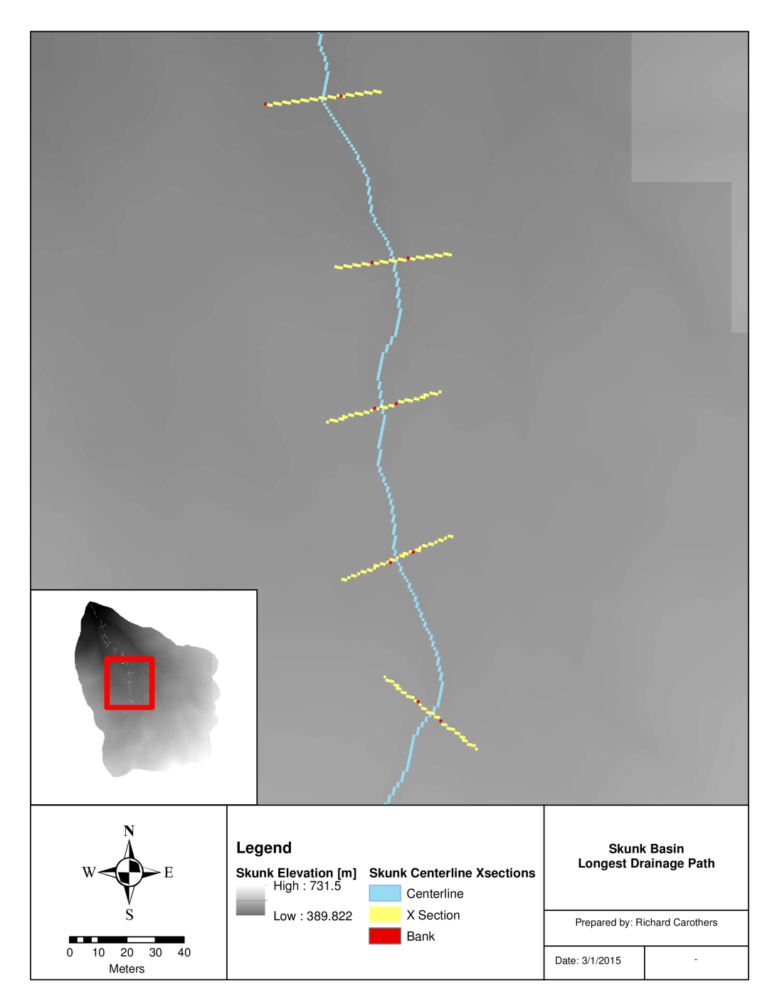 N
W E
S
0 10 20 30 40
Meters
Legend
Skunk Elevation [m]
High : 731.5
Low : 389.822
Skunk Centerline Xsections
Centerline
X Section
Bank
Skunk Basin
Longest Drainage Path
Prepared by: Richard Carothers
Date: 3/1/2015
-